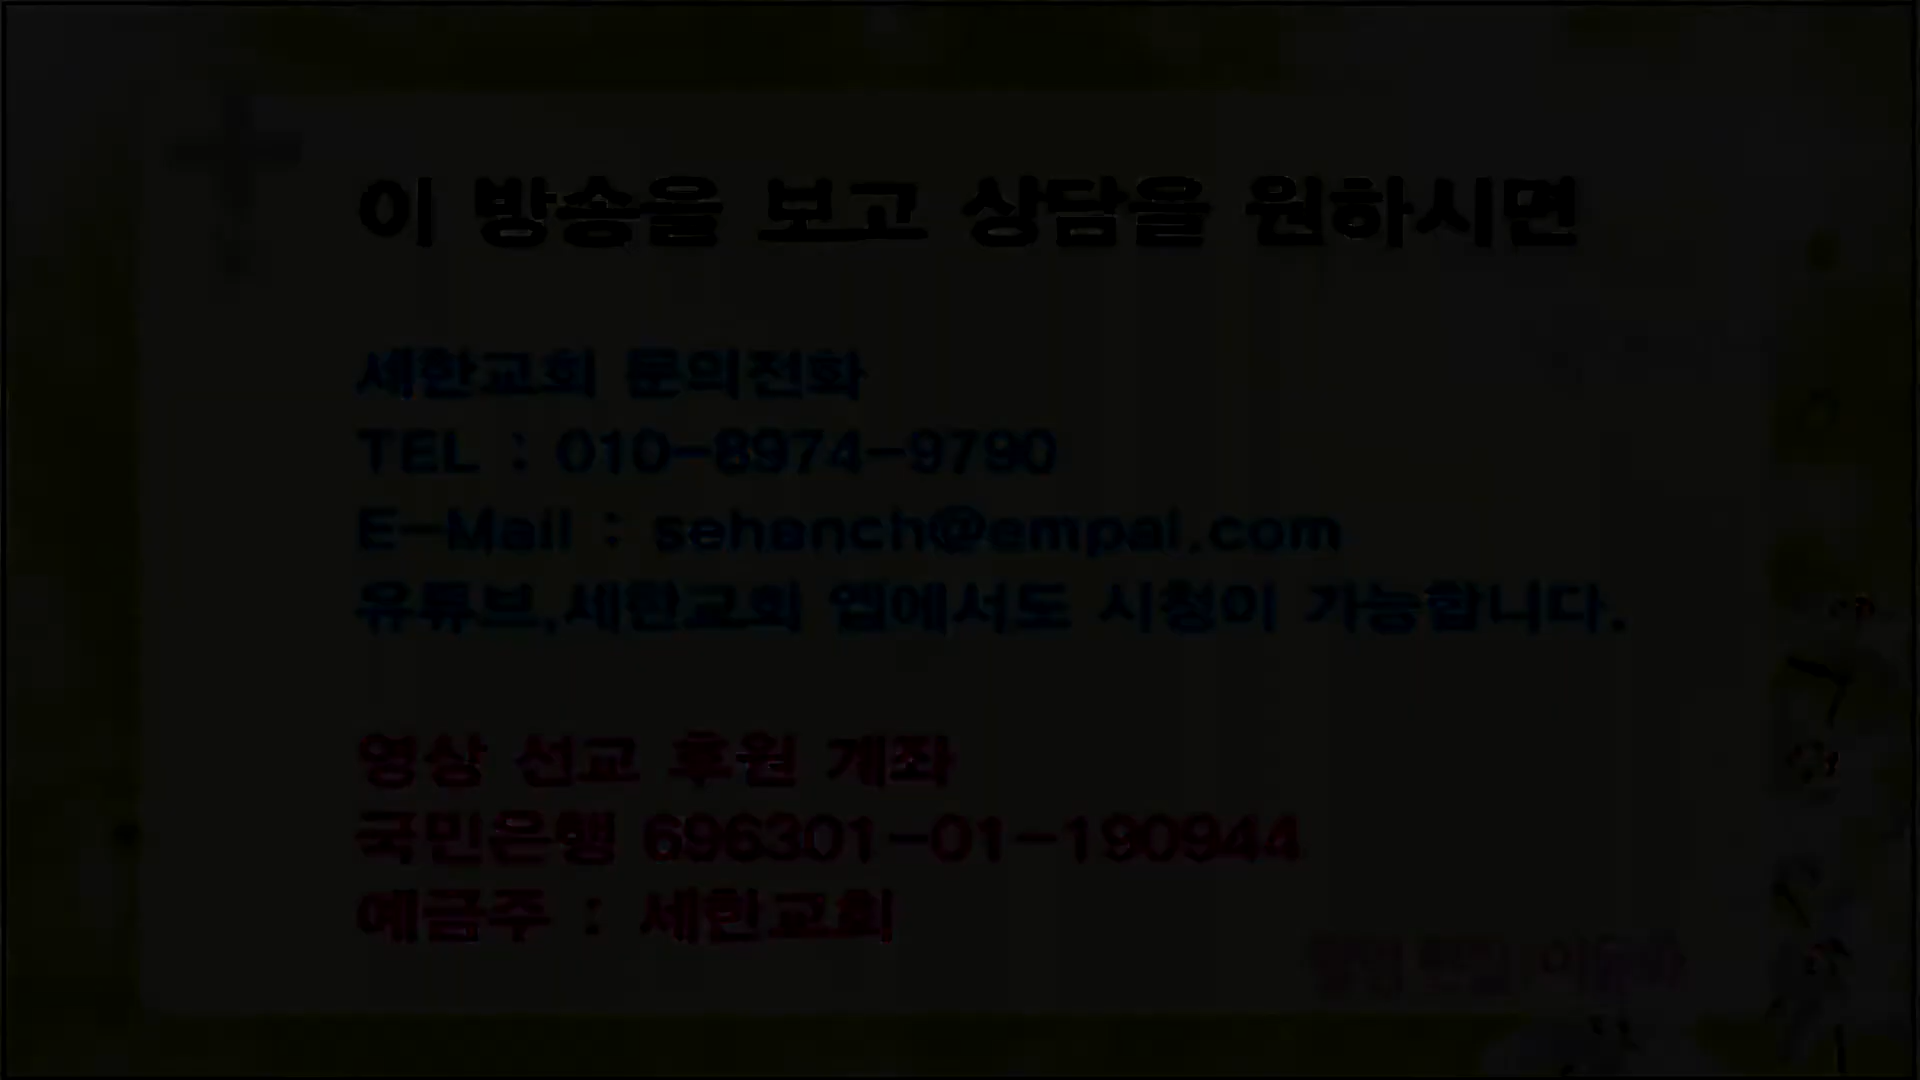 이 방송을 보고 상담을 원하시면
세한교회 문의전화
TEL : 010-8974-9790
E-Mail : sehanch@empal.com
유튜브,세한교회 앱에서도 시청이 가능합니다.
영상 선교 후원 계좌
국민은행 696301-01-190944
예금주 : 세한교회